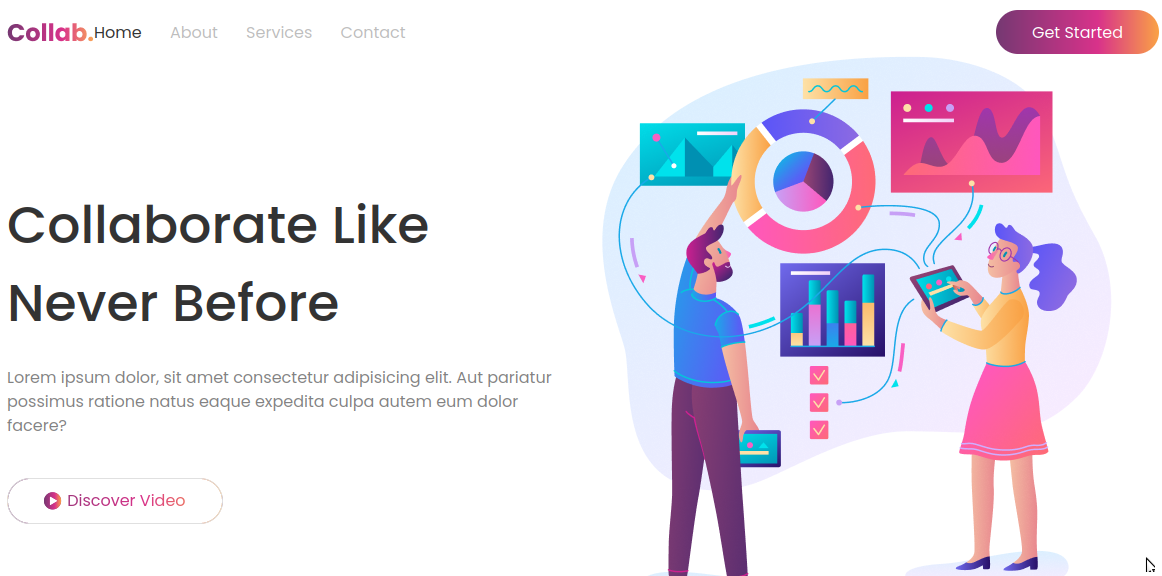 Collab. Home About Services Contact Get Started
Collaborate Like
Never Before
Lorem ipsum dolor, sit amet consectetur adipisicing elit. Aut pariatur
possimus ratione natus eaque expedita culpa autem eum dolor
facere?
Discover Video